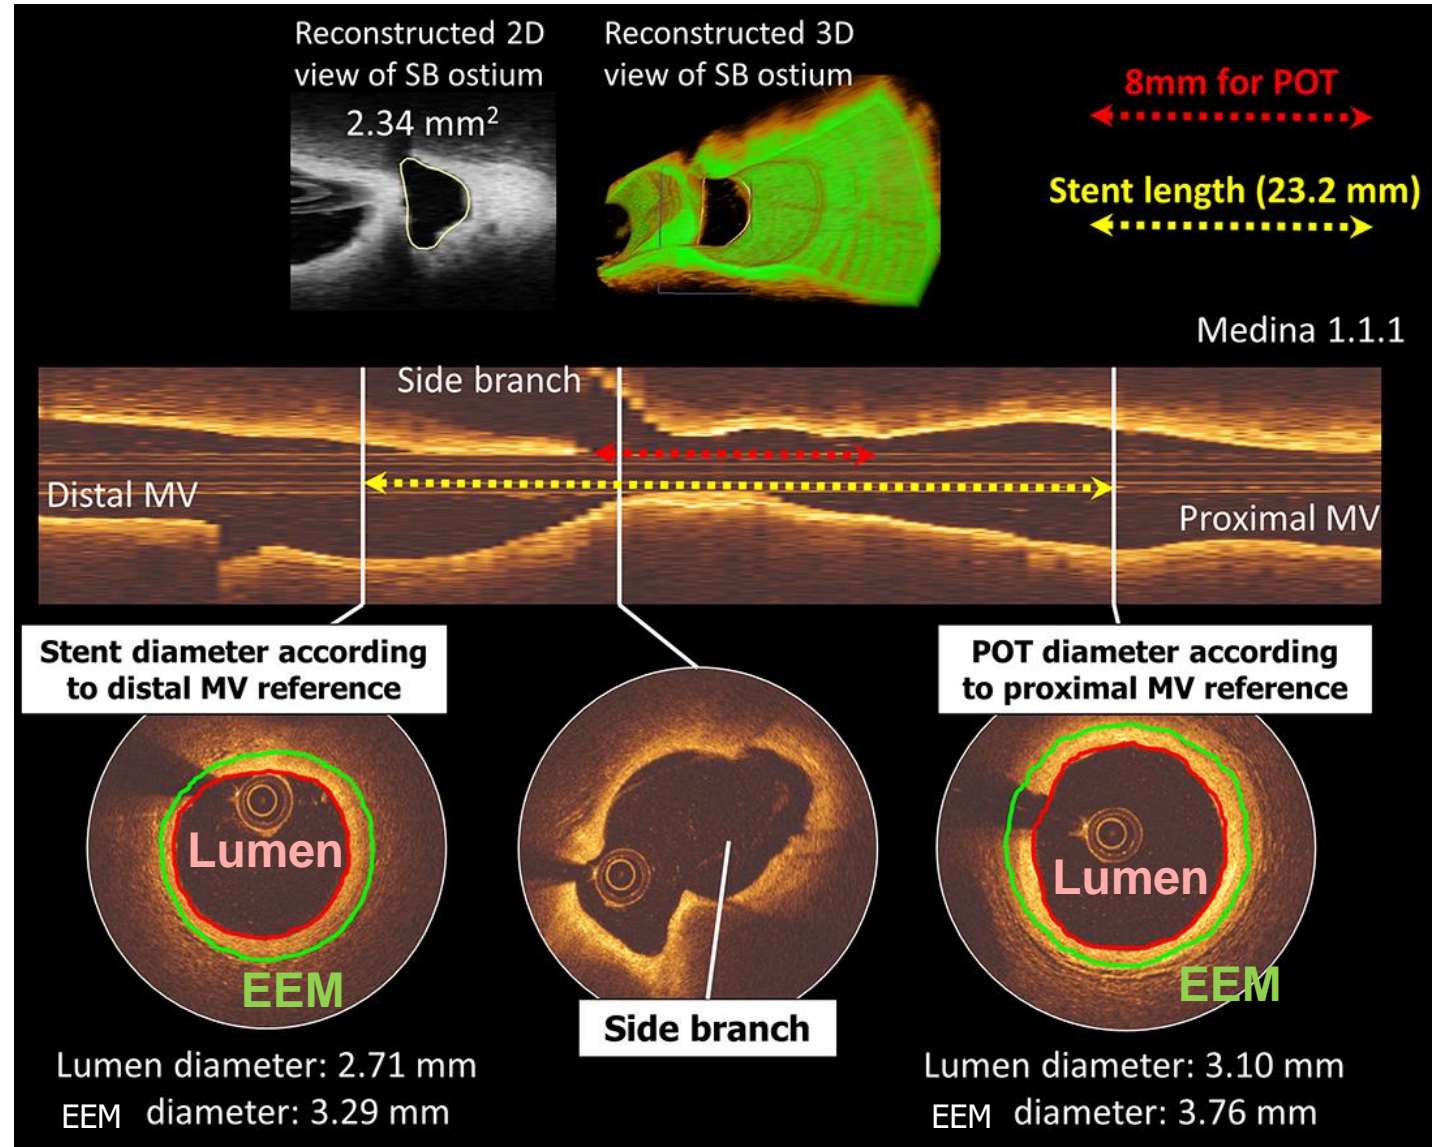 Reconstructed 2D
view of SB ostium
2.34 mm²
Reconstructed 3D
view of SB ostium
8mm for POT
Stent length (23.2 mm)
Medina 1.1.1
Side branch
Distal MV
Proximal MV
Stent diameter according
to distal MV reference
POT diameter according
to proximal MV reference
Lumen
EEM
Side branch
Lumen
EEM
Lumen diameter: 2.71 mm
EEM diameter: 3.29 mm
Lumen diameter: 3.10 mm
EEM diameter: 3.76 mm